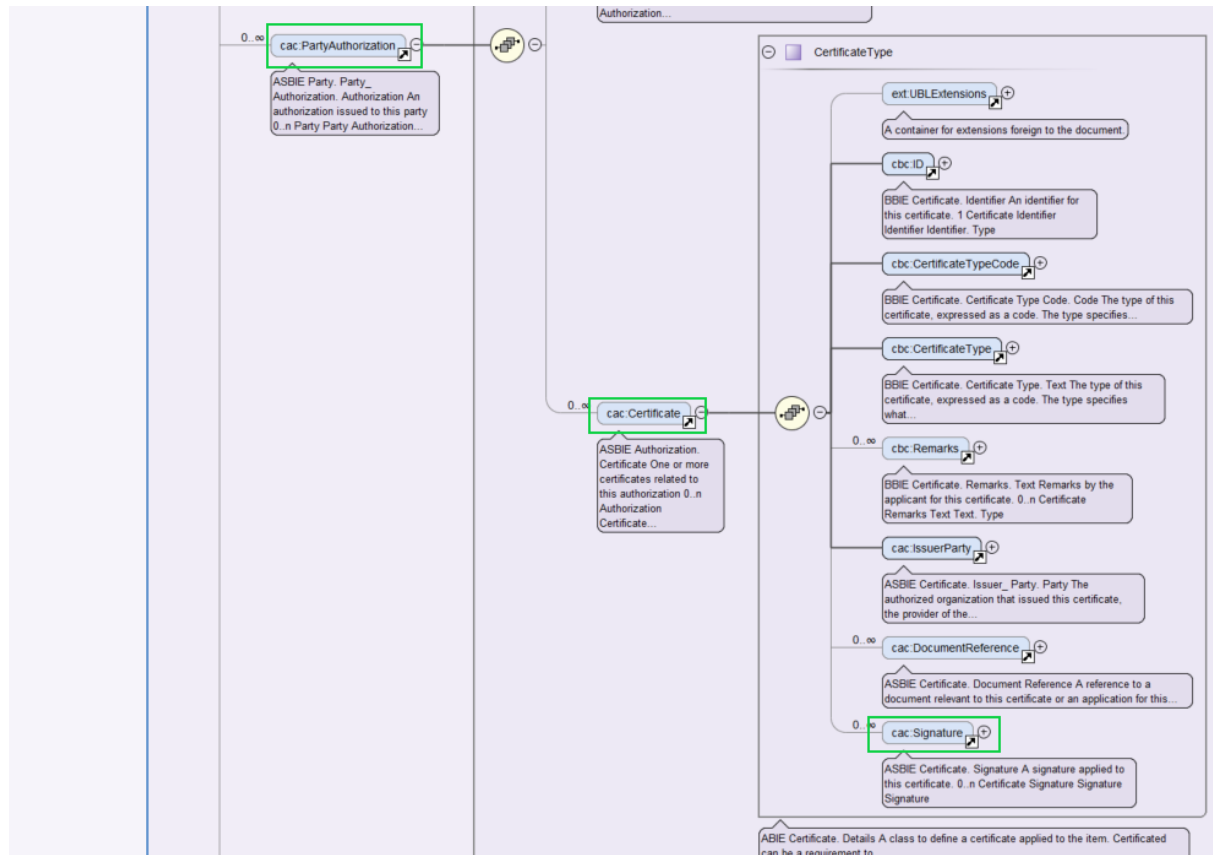 Authorization...
0..∞
cac:PartyAuthorization
ASBIE Party. Party_
Authorization. Authorization An
authorization issued to this party
0..n Party Party Authorization...
CertificateType
ext:UBLExtensions
A container for extensions foreign to the document.
cbc:ID
BBIE Certificate. Identifier An identifier for
this certificate. 1 Certificate Identifier
Identifier Identifier. Type
cbc:CertificateTypeCode
BBIE Certificate. Certificate Type Code. Code The type of this
certificate, expressed as a code. The type specifies...
cbc:CertificateType
BBIE Certificate. Certificate Type. Text The type of this
certificate, expressed as a code. The type specifies
what...
0..∞
cac:Certificate
ASBIE Authorization.
Certificate One or more
certificates related to
this authorization 0..n
Authorization
Certificate...
0..∞
cbc:Remarks
BBIE Certificate. Remarks. Text Remarks by the
applicant for this certificate. 0..n Certificate
Remarks Text Text. Type
cac:IssuerParty
ASBIE Certificate. Issuer_ Party. Party The
authorized organization that issued this certificate,
the provider of the...
0..∞
cac:DocumentReference
ASBIE Certificate. Document Reference A reference to a
document relevant to this certificate or an application for this...
0..∞
cac:Signature
ASBIE Certificate. Signature A signature applied to
this certificate. 0..n Certificate Signature Signature
Signature
ABIE Certificate. Details A class to define a certificate applied to the item. Certificated
can be a requirement to